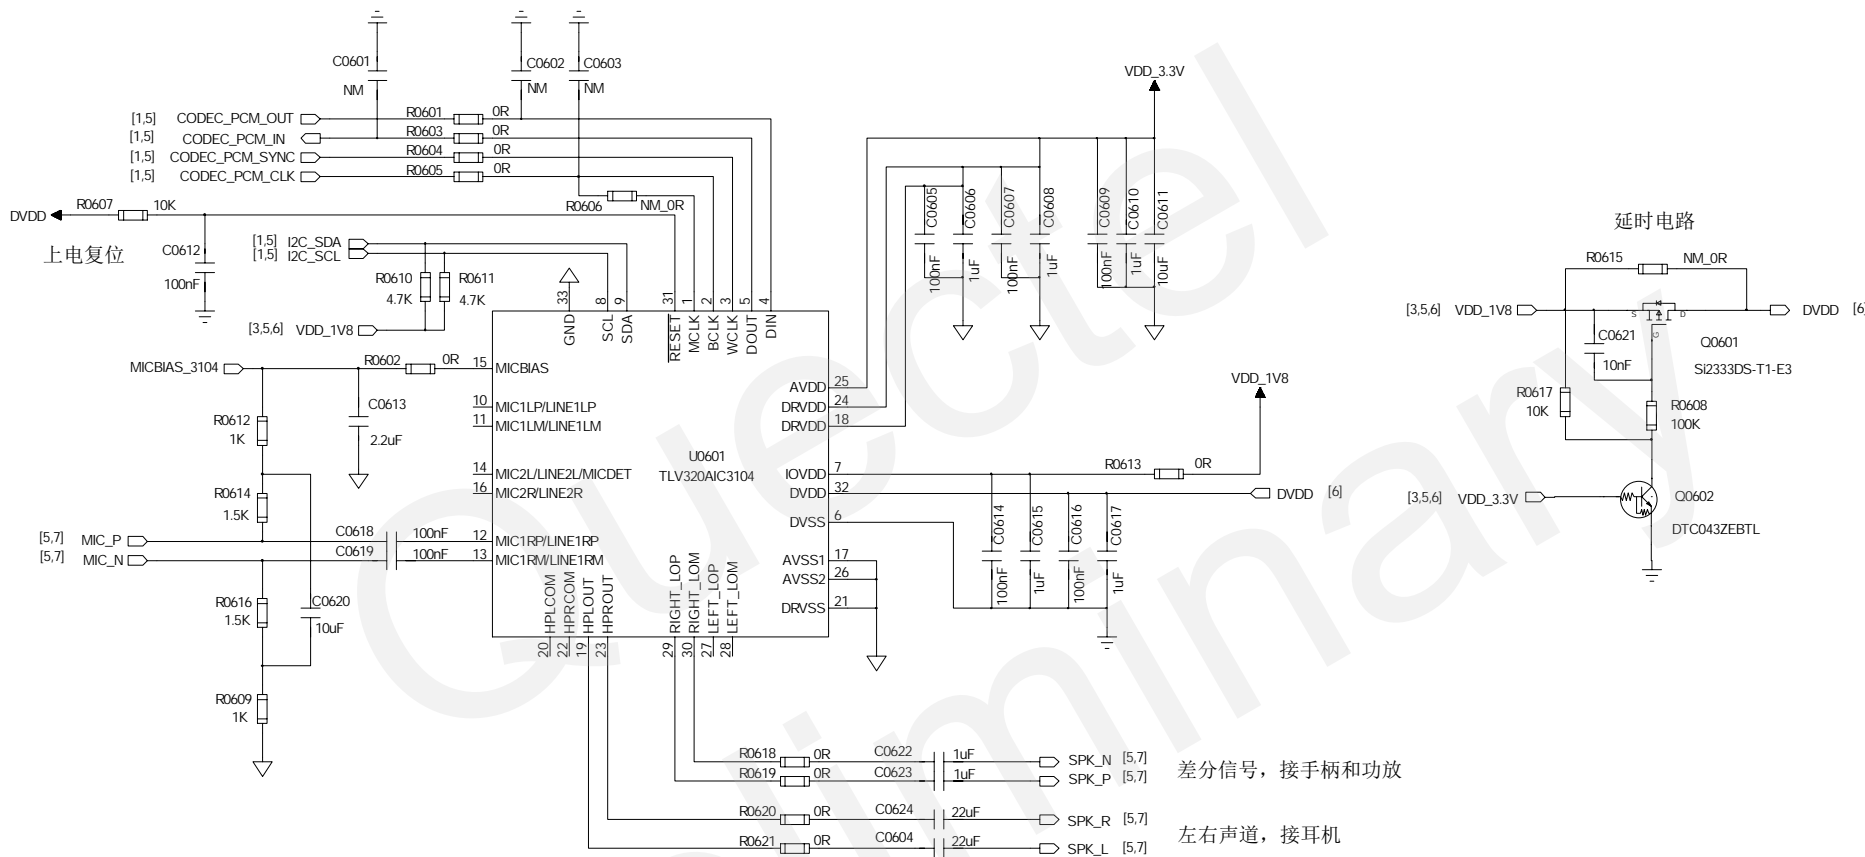 C0601
NM
C0602
NM
C0603
NM
[1,5] CODEC_PCM_OUT R0601 0R
[1,5] CODEC_PCM_IN R0603 0R
[1,5] CODEC_PCM_SYNC R0604 0R
[1,5] CODEC_PCM_CLK R0605 0R
R0606 NM_0R
DVDD R0607 10K
上电复位
C0612
100nF
[1,5] I2C_SDA
[1,5] I2C_SCL
R0610
4.7K
R0611
4.7K
[3,5,6] VDD_1V8
33 GND
8 SCL
9 SDA
31 RESET
1 MCLK
2 BCLK
3 WCLK
5 DOUT
4 DIN
VDD_3.3V
C0605
100nF
C0606
1uF
C0607
100nF
C0608
1uF
C0609
100nF
C0610
1uF
C0611
10uF
MICBIAS_3104 R0602 0R 15 MICBIAS
C0613
2.2uF
10 MIC1LP/LINE1LP
11 MIC1LM/LINE1LM
14 MIC2L/LINE2L/MICDET
16 MIC2R/LINE2R
R0612
1K
R0614
1.5K
[5,7] MIC_P C0618 100nF 12 MIC1RP/LINE1RP
[5,7] MIC_N C0619 100nF 13 MIC1RM/LINE1RM
R0616
1.5K
C0620
10uF
R0609
1K
U0601
TLV320AIC3104
AVDD 25
DRVDD 24
DRVDD 18
IOVDD 7
DVDD 32
DVSS 6
AVSS1 17
AVSS2 26
DRVSS 21
R0613 0R
VDD_1V8
DVDD [6]
C0614
100nF
C0615
1uF
C0616
100nF
C0617
1uF
HPLCOM 20
HPRCOM 22
HPLOUT 19
HPROUT 23
RIGHT_LOP 29
RIGHT_LOM 30
LEFT_LOP 27
LEFT_LOM 28
R0618 0R C0622 1uF SPK_N [5,7]
R0619 0R C0623 1uF SPK_P [5,7]
差分信号，接手柄和功放
R0620 0R C0624 22uF SPK_R [5,7]
R0621 0R C0604 22uF SPK_L [5,7]
左右声道，接耳机
延时电路
R0615 NM_0R
[3,5,6] VDD_1V8
S
D
G
DVDD [6]
C0621
10nF
Q0601
Si2333DS-T1-E3
R0617
10K
R0608
100K
[3,5,6] VDD_3.3V
Q0602
DTC043ZEBTL
Quectel